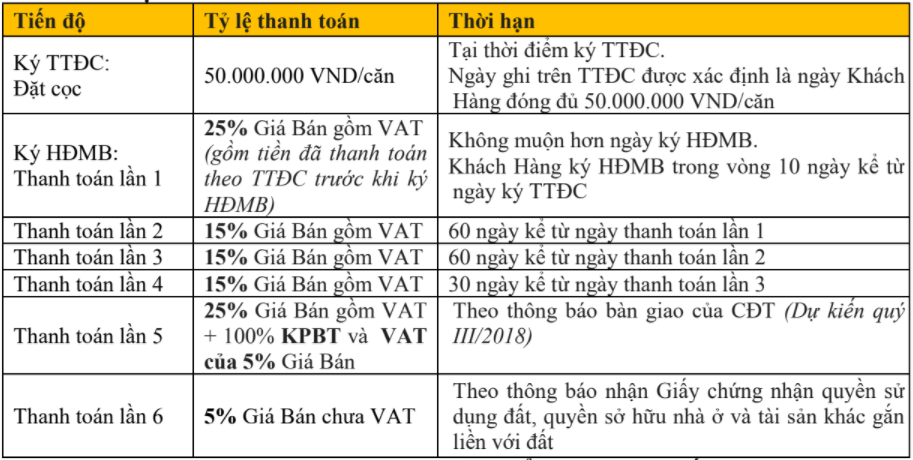 Tiến độ Tỷ lệ thanh toán Thời hạn
Ký TTĐC:
Đặt cọc
50.000.000 VND/căn
Tại thời điểm ký TTĐC.
Ngày ghi trên TTĐC được xác định là ngày Khách
Hàng đóng đủ 50.000.000 VND/căn
Ký HĐMB:
Thanh toán lần 1
25% Giá Bán gồm VAT
(gồm tiền đã thanh toán
theo TTĐC trước khi ký
HĐMB)
Không muộn hơn ngày ký HĐMB.
Khách Hàng ký HĐMB trong vòng 10 ngày kể từ
ngày ký TTĐC
Thanh toán lần 2 15% Giá Bán gồm VAT 60 ngày kể từ ngày thanh toán lần 1
Thanh toán lần 3 15% Giá Bán gồm VAT 60 ngày kể từ ngày thanh toán lần 2
Thanh toán lần 4 15% Giá Bán gồm VAT 30 ngày kể từ ngày thanh toán lần 3
Thanh toán lần 5
25% Giá Bán gồm VAT
+ 100% KPBT và VAT
của 5% Giá Bán
Theo thông báo bàn giao của CĐT (Dự kiến quý
III/2018)
Thanh toán lần 6
5% Giá Bán chưa VAT
Theo thông báo nhận Giấy chứng nhận quyền sử
dụng đất, quyền sở hữu nhà ở và tài sản khác gắn
liền với đất